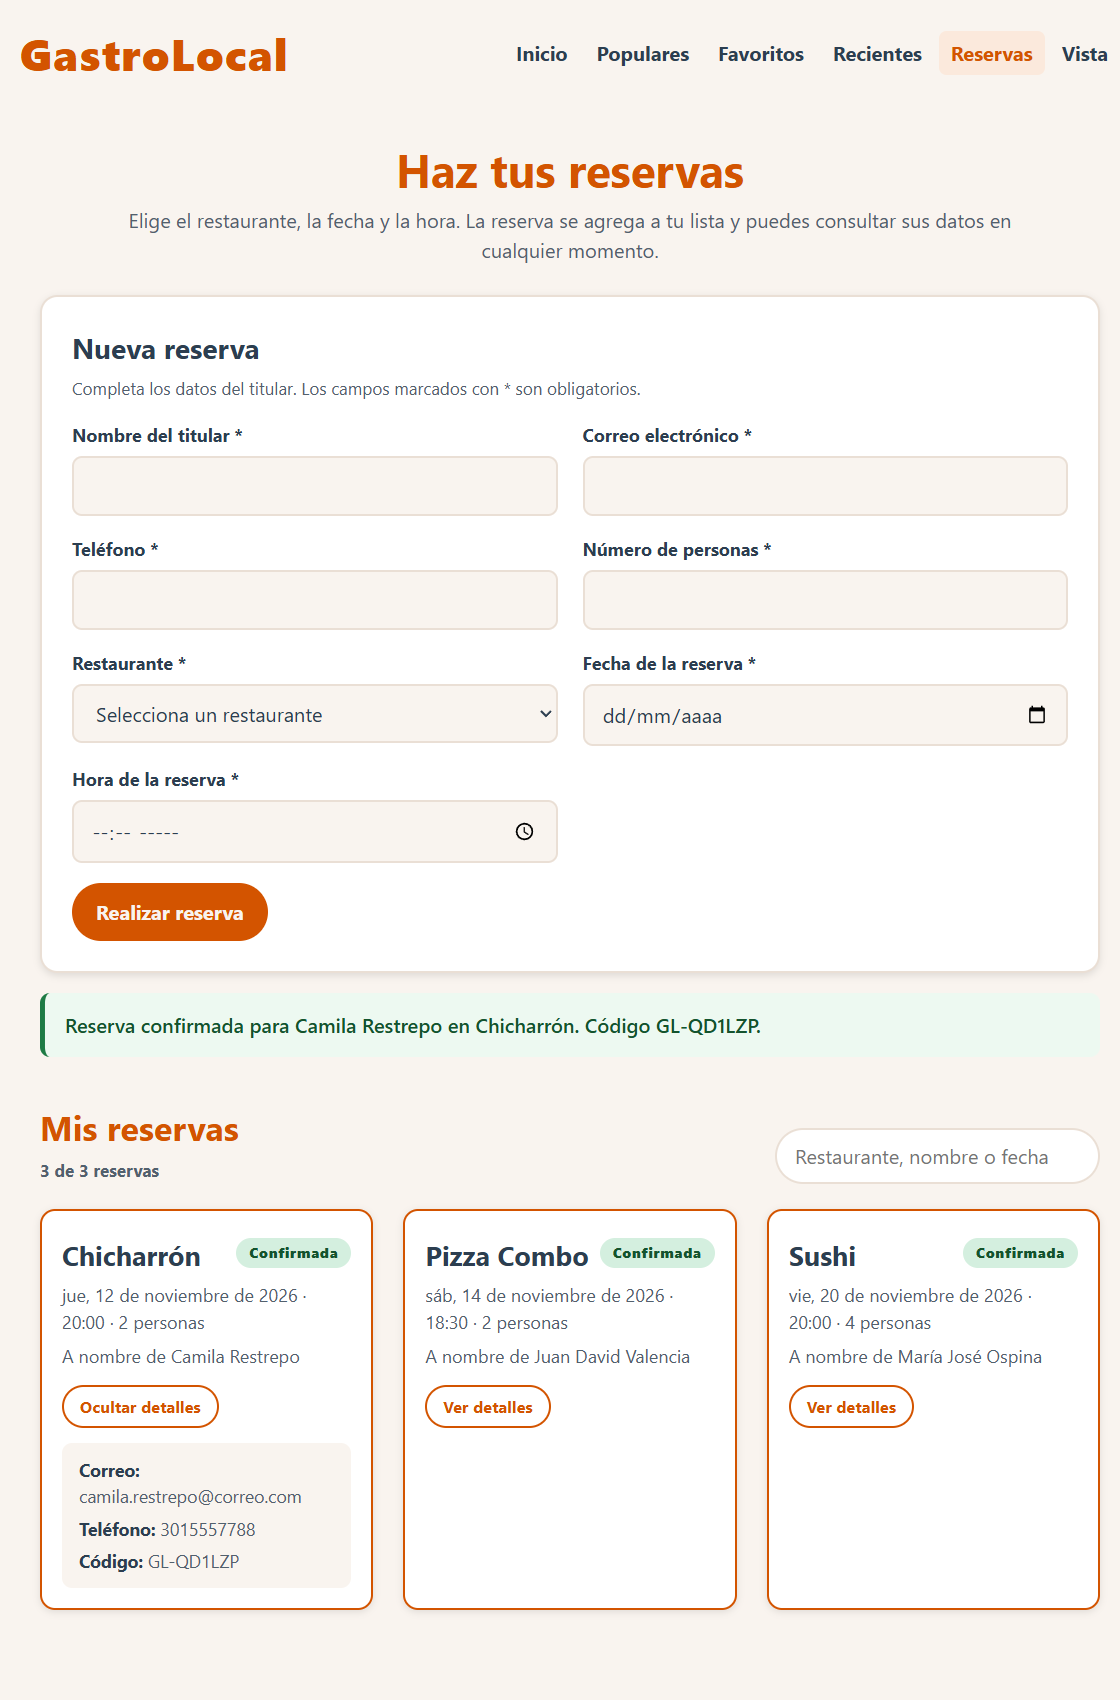 GastroLocal
Inicio Populares Favoritos Recientes Reservas Vista
Haz tus reservas
Elige el restaurante, la fecha y la hora. La reserva se agrega a tu lista y puedes consultar sus datos en
cualquier momento.
Nueva reserva
Completa los datos del titular. Los campos marcados con * son obligatorios.
Nombre del titular *
Correo electrónico *
Teléfono *
Número de personas *
Restaurante *
Selecciona un restaurante
Fecha de la reserva *
dd/mm/aaaa
Hora de la reserva *
--:-- -----
Realizar reserva
Reserva confirmada para Camila Restrepo en Chicharrón. Código GL-QD1LZP.
Mis reservas
3 de 3 reservas
Restaurante, nombre o fecha
Chicharrón
Confirmada
jue, 12 de noviembre de 2026 ·
20:00 · 2 personas
A nombre de Camila Restrepo
Ocultar detalles
Correo:
camila.restrepo@correo.com
Teléfono: 3015557788
Código: GL-QD1LZP
Pizza Combo
Confirmada
sáb, 14 de noviembre de 2026 ·
18:30 · 2 personas
A nombre de Juan David Valencia
Ver detalles
Sushi
Confirmada
vie, 20 de noviembre de 2026 ·
20:00 · 4 personas
A nombre de María José Ospina
Ver detalles